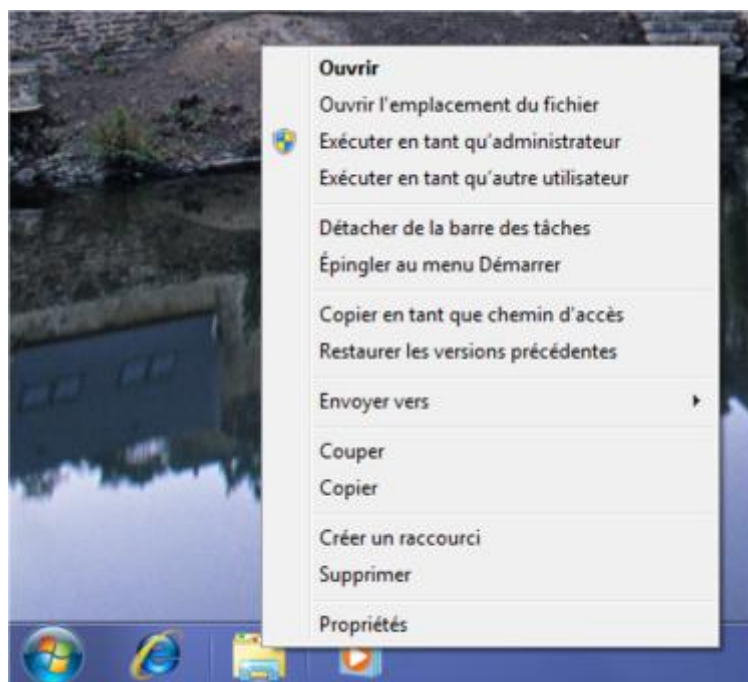 Ouvrir
Ouvrir l'emplacement du fichier
Exécuter en tant qu'administrateur
Exécuter en tant qu'autre utilisateur
Détacher de la barre des tâches
Épingler au menu Démarrer
Copier en tant que chemin d'accès
Restaurer les versions précédentes
Envoyer vers
Couper
Copier
Créer un raccourci
Supprimer
Propriétés